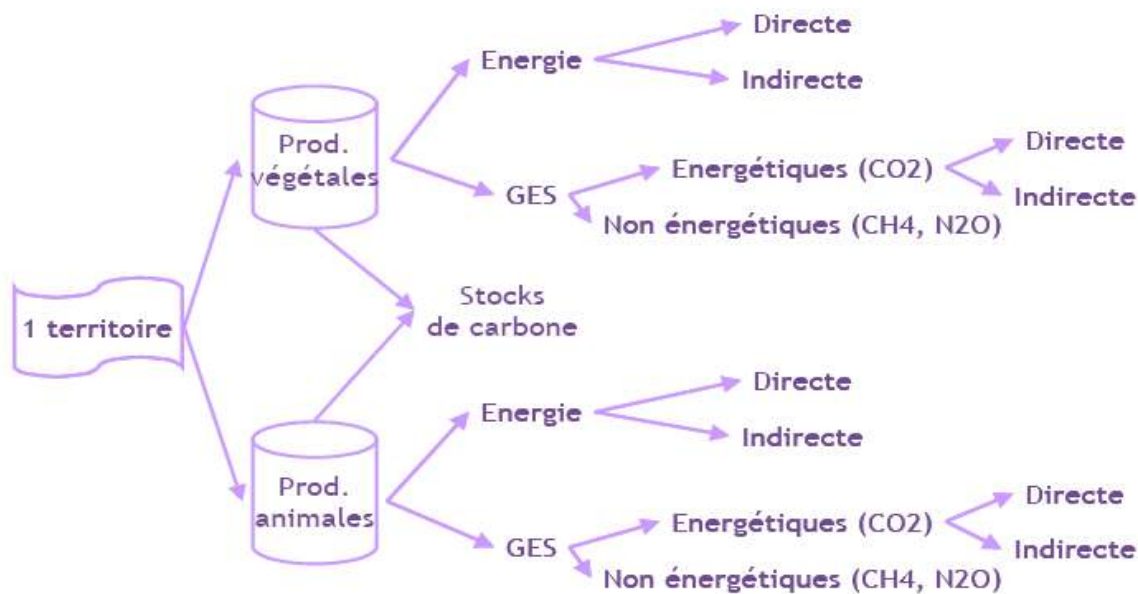 Directe
Energie
Indirecte
Prod.
végétales
Directe
Energétiques (CO2)
GES
Indirecte
Non énergétiques (CH4, N2O)
Stocks
de carbone
1 territoire
Directe
Energie
Indirecte
Prod.
animales
Directe
Energétiques (CO2)
GES
Indirecte
Non énergétiques (CH4, N2O)